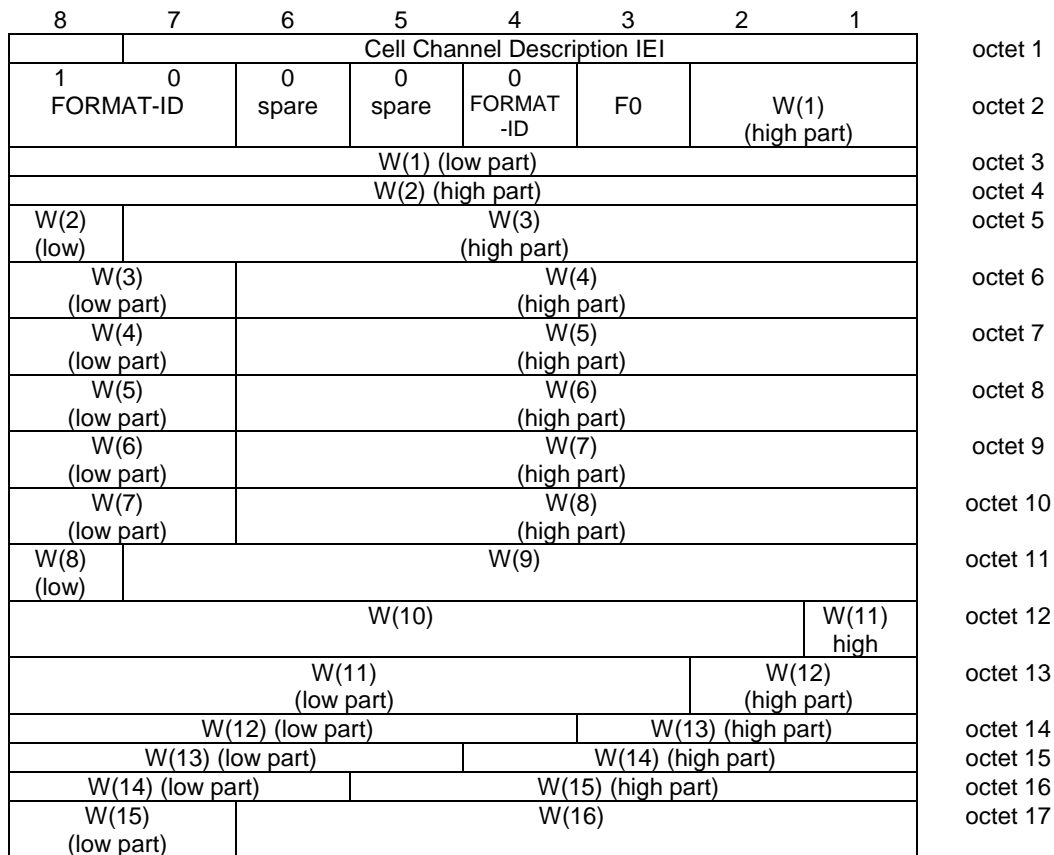 8 7 6 5 4 3 2 1
Cell Channel Description IEI octet 1
1 0 0 0 0
FORMAT-ID spare spare FORMAT F0 W(1) octet 2
-ID (high part)
W(1) (low part) octet 3
W(2) (high part) octet 4
W(2) W(3) octet 5
(low) (high part)
W(3) W(4) octet 6
(low part) (high part)
W(4) W(5) octet 7
(low part) (high part)
W(5) W(6) octet 8
(low part) (high part)
W(6) W(7) octet 9
(low part) (high part)
W(7) W(8) octet 10
(low part) (high part)
W(8) W(9) octet 11
(low)
W(10) W(11) octet 12
high
W(11) W(12) octet 13
(low part) (high part)
W(12) (low part) W(13) (high part) octet 14
W(13) (low part) W(14) (high part) octet 15
W(14) (low part) W(15) (high part) octet 16
W(15) W(16) octet 17
(low part)